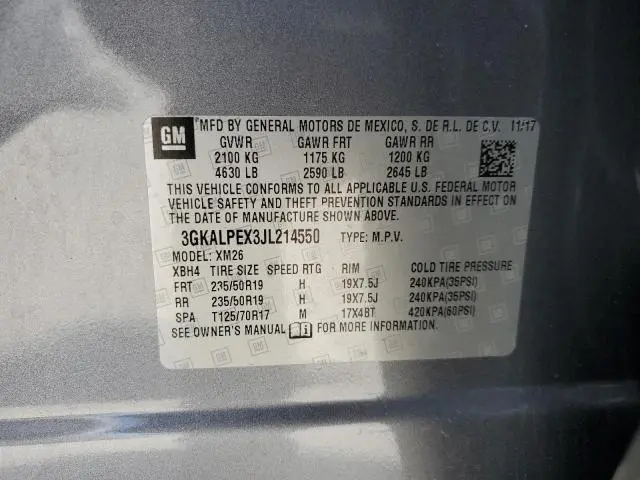 GM *MFD BY GENERAL MOTORS DE MEXICO, S. DE R.L. DE C.V. 11/17
GVWR GAWR FRT GAWR RR
2100 KG 1175 KG 1200 KG
4630 LB 2590 LB 2645 LB
THIS VEHICLE CONFORMS TO ALL APPLICABLE U.S. FEDERAL MOTOR
VEHICLE SAFETY AND THEFT PREVENTION STANDARDS IN EFFECT ON THE
DATE OF MANUFACTURE SHOWN ABOVE.
3GKALPEX3JL214550 TYPE: M.P.V.
MODEL: XM26
XBH4 TIRE SIZE SPEED RTG RIM COLD TIRE PRESSURE
FRT 235/50R19 H 19X7.5J 240KPA(35PSI)
RR 235/50R19 H 19X7.5J 240KPA(35PSI)
SPA T125/70R17 M 17X4BT 420KPA(60PSI)
SEE OWNER'S MANUAL FOR MORE INFORMATION.